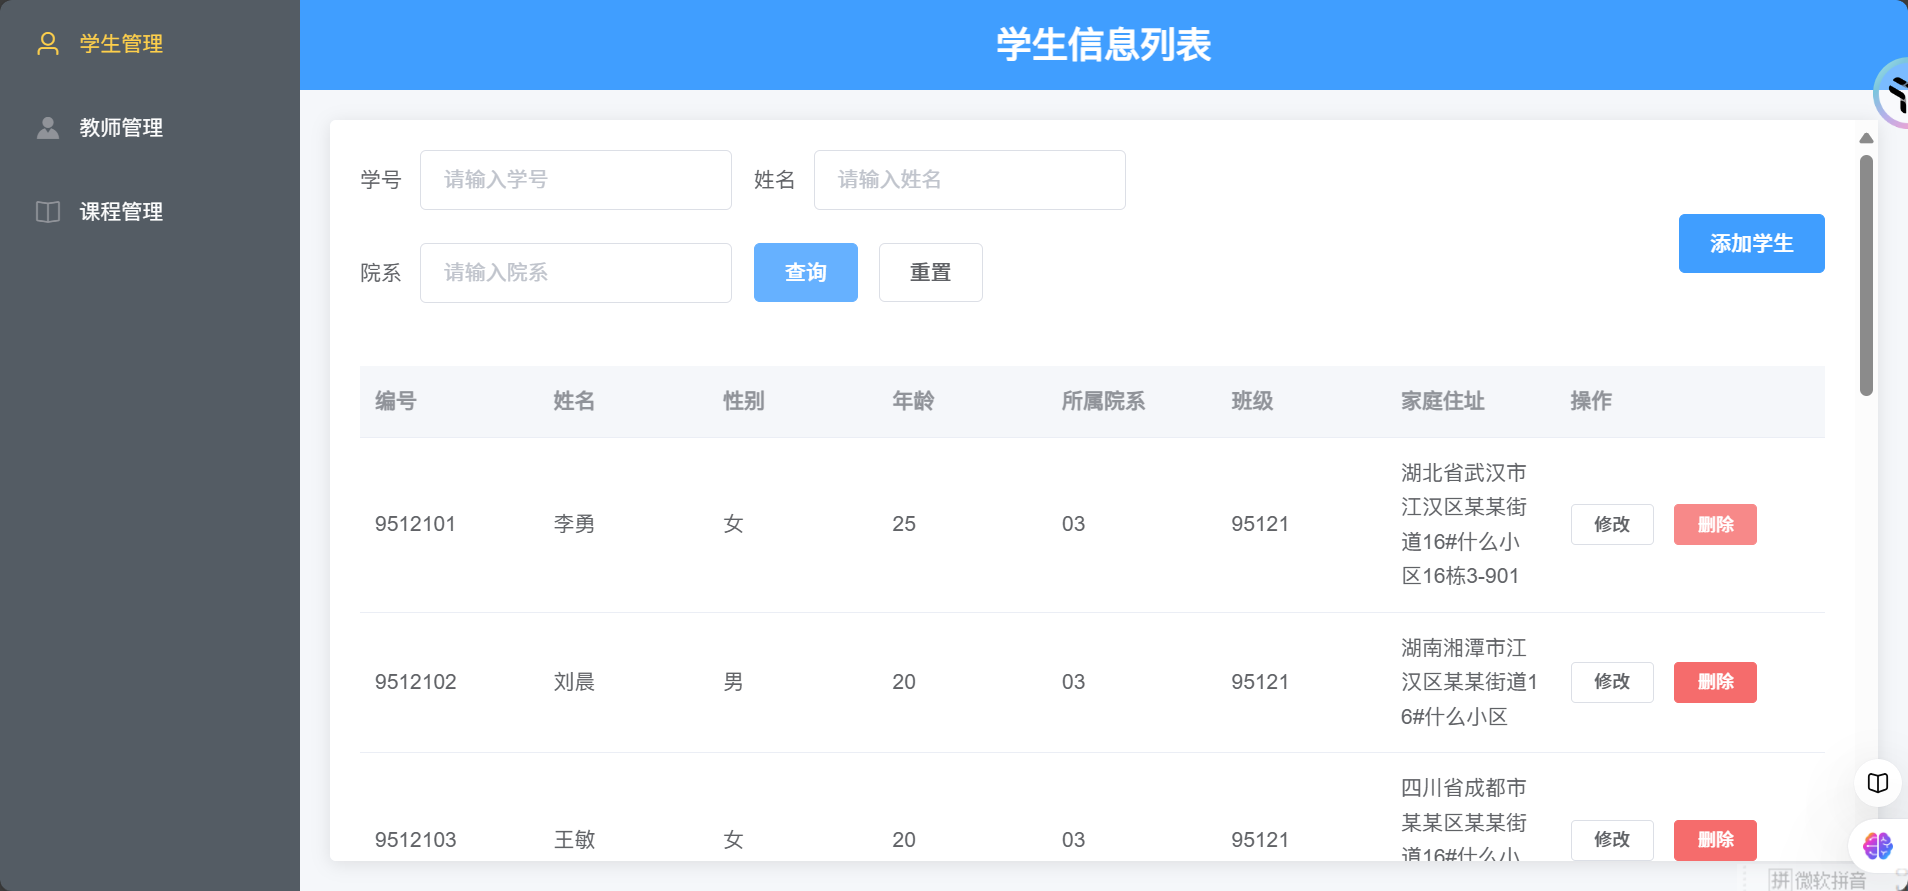 学生管理
教师管理
课程管理
学生信息列表
学号 请输入学号 姓名 请输入姓名
院系 请输入院系 查询 重置
添加学生
编号 姓名 性别 年龄 所属院系 班级 家庭住址 操作
9512101 李勇 女 25 03 95121 湖北省武汉市
江汉区某某街
道16#什么小
区16栋3-901
修改 删除
9512102 刘晨 男 20 03 95121 湖南湘潭市江
汉区某某街道1
6#什么小区
修改 删除
9512103 王敏 女 20 03 95121 四川省成都市
某某区某某街
道16#什么小
修改 删除
拼 微软拼音